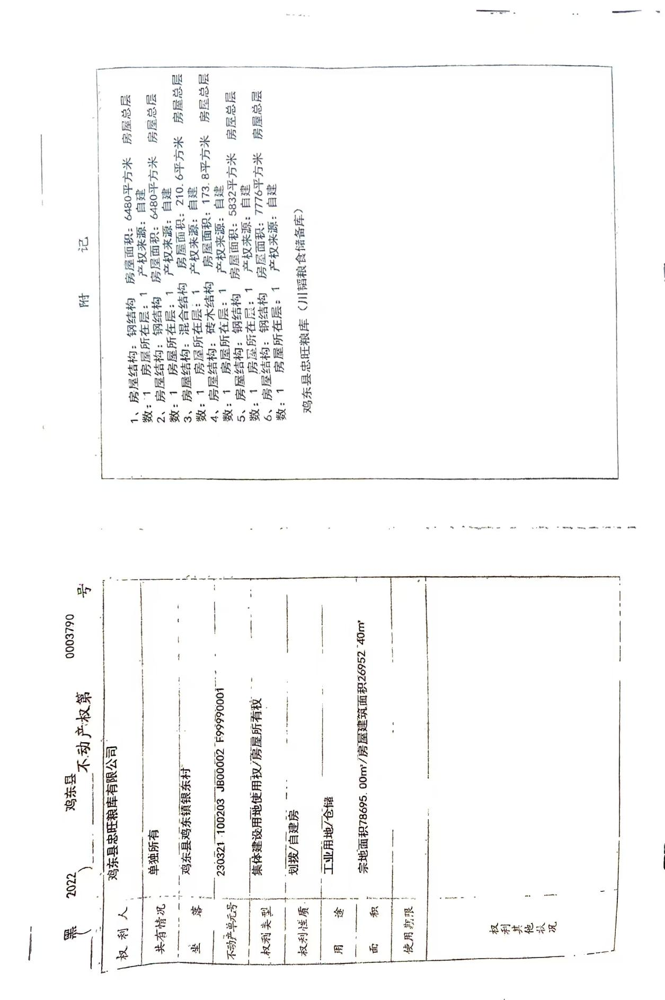 黑（2022）鸡东县不动产权第0003790号
权利人 鸡东县忠旺粮库有限公司
共有情况 单独所有
坐落 鸡东县鸡东镇银东村
不动产单元号 230321 100203 JB00002 F99990001
权利类型 集体建设用地使用权/房屋所有权
权利性质 划拨/自建房
用途 工业用地/仓储
面积 宗地面积78695.00m²/房屋建筑面积26952.40m²
使用期限
权利其他状况
附记
1、房屋结构：钢结构 房屋面积：6480平方米 房屋总层
数：1 房屋所在层：1 产权来源：自建
2、房屋结构：钢结构 房屋面积：6480平方米 房屋总层
数：1 房屋所在层：1 产权来源：自建
3、房屋结构：混合结构 房屋面积：210.6平方米 房屋总层
数：1 房屋所在层：1 产权来源：自建
4、房屋结构：砖木结构 房屋面积：173.8平方米 房屋总层
数：1 房屋所在层：1 产权来源：自建
5、房屋结构：钢结构 房屋面积：5832平方米 房屋总层
数：1 房屋所在层：1 产权来源：自建
6、房屋结构：钢结构 房屋面积：7776平方米 房屋总层
数：1 房屋所在层：1 产权来源：自建
鸡东县忠旺粮库（川韬粮食储备库）